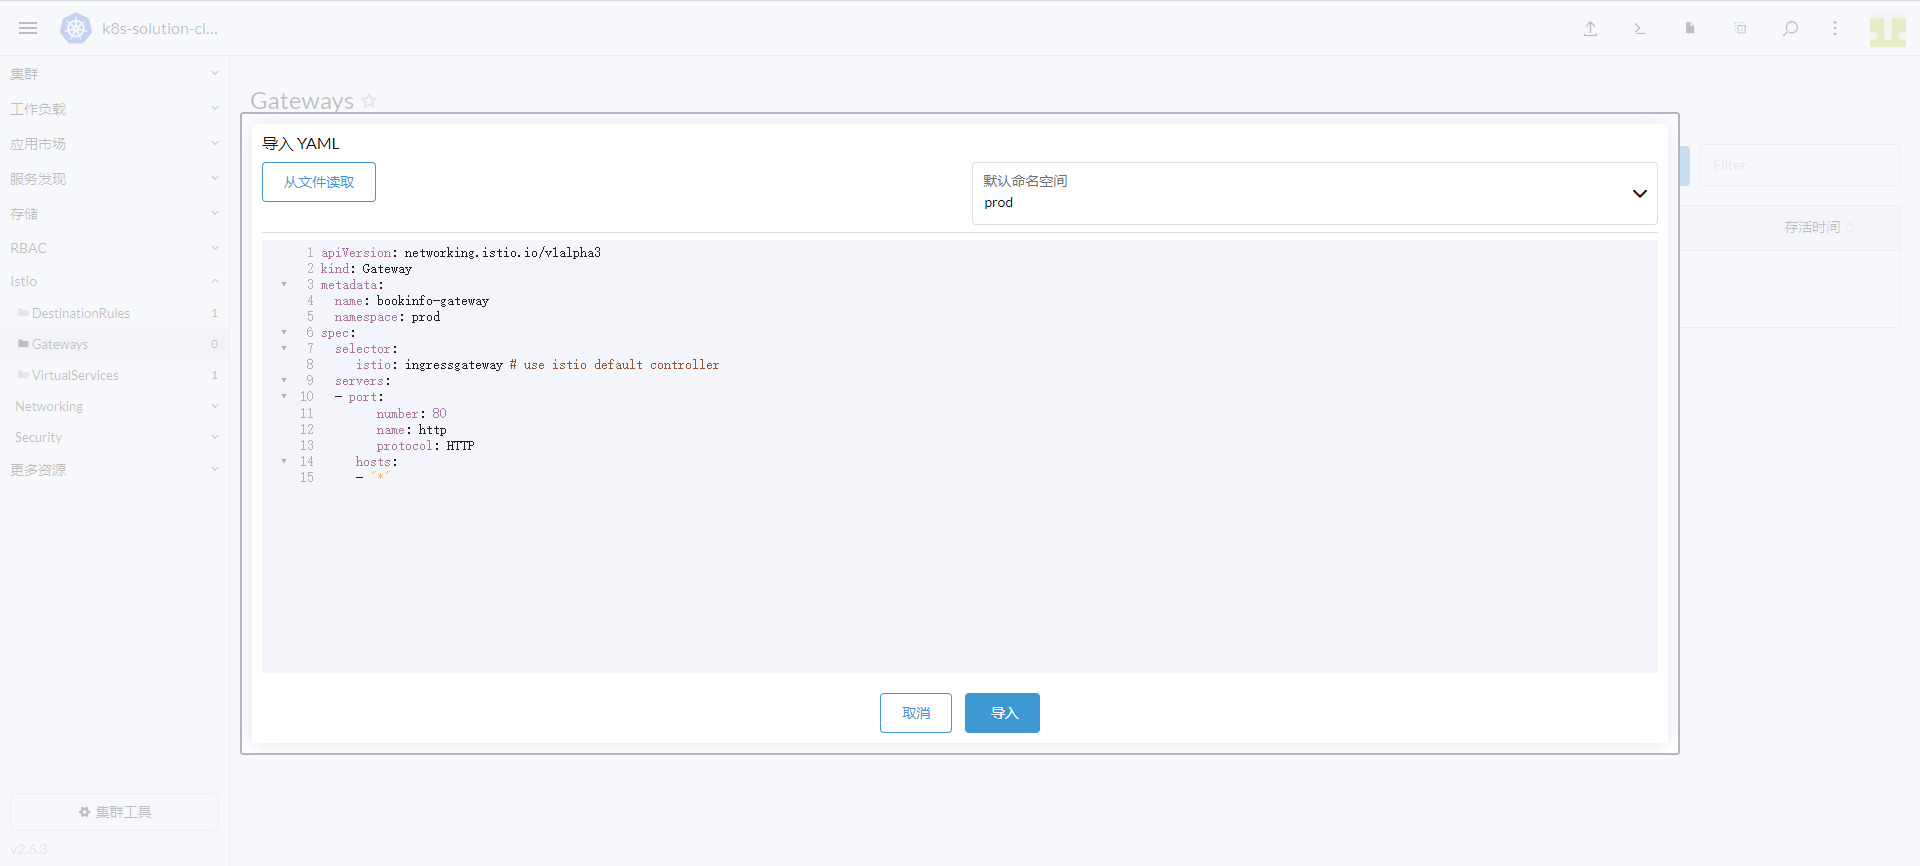 k8s-solution-cl...
集群
工作负载
应用市场
服务发现
存储
RBAC
Istio
DestinationRules 1
Gateways 0
VirtualServices 1
Networking
Security
更多资源
集群工具
v2.6.3
Gateways
Filter
存活时间
导入 YAML
从文件读取
默认命名空间
prod
1 apiVersion: networking.istio.io/v1alpha3
2 kind: Gateway
3 metadata:
4   name: bookinfo-gateway
5   namespace: prod
6 spec:
7   selector:
8     istio: ingressgateway # use istio default controller
9   servers:
10   - port:
11       number: 80
12       name: http
13       protocol: HTTP
14     hosts:
15     - "*"
取消
导入